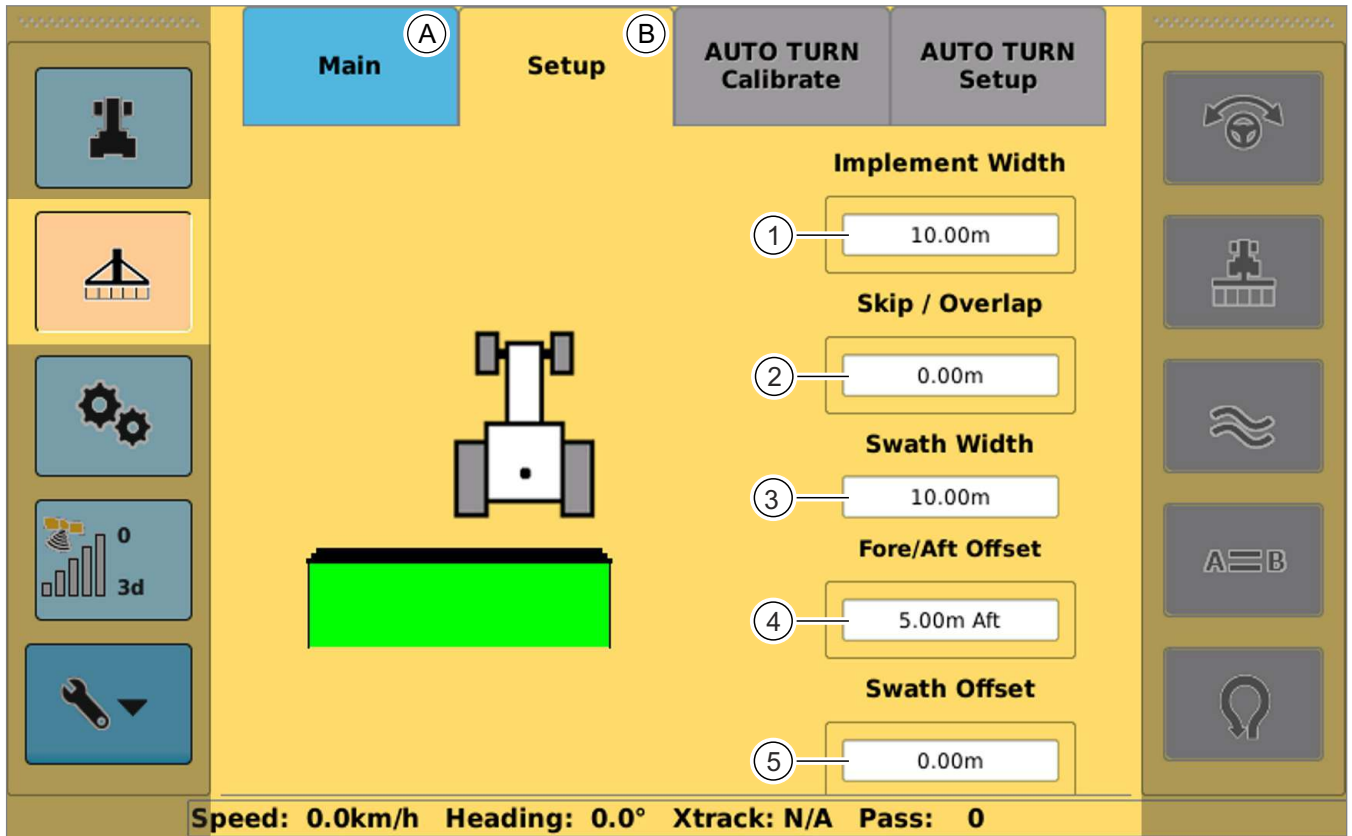 Main
A
Setup
B
AUTO TURN
Calibrate
AUTO TURN
Setup
Implement Width
1
10.00m
Skip / Overlap
2
0.00m
Swath Width
3
10.00m
Fore/Aft Offset
4
5.00m Aft
Swath Offset
5
0.00m
0
3d
A B
Speed: 0.0km/h Heading: 0.0° Xtrack: N/A Pass: 0